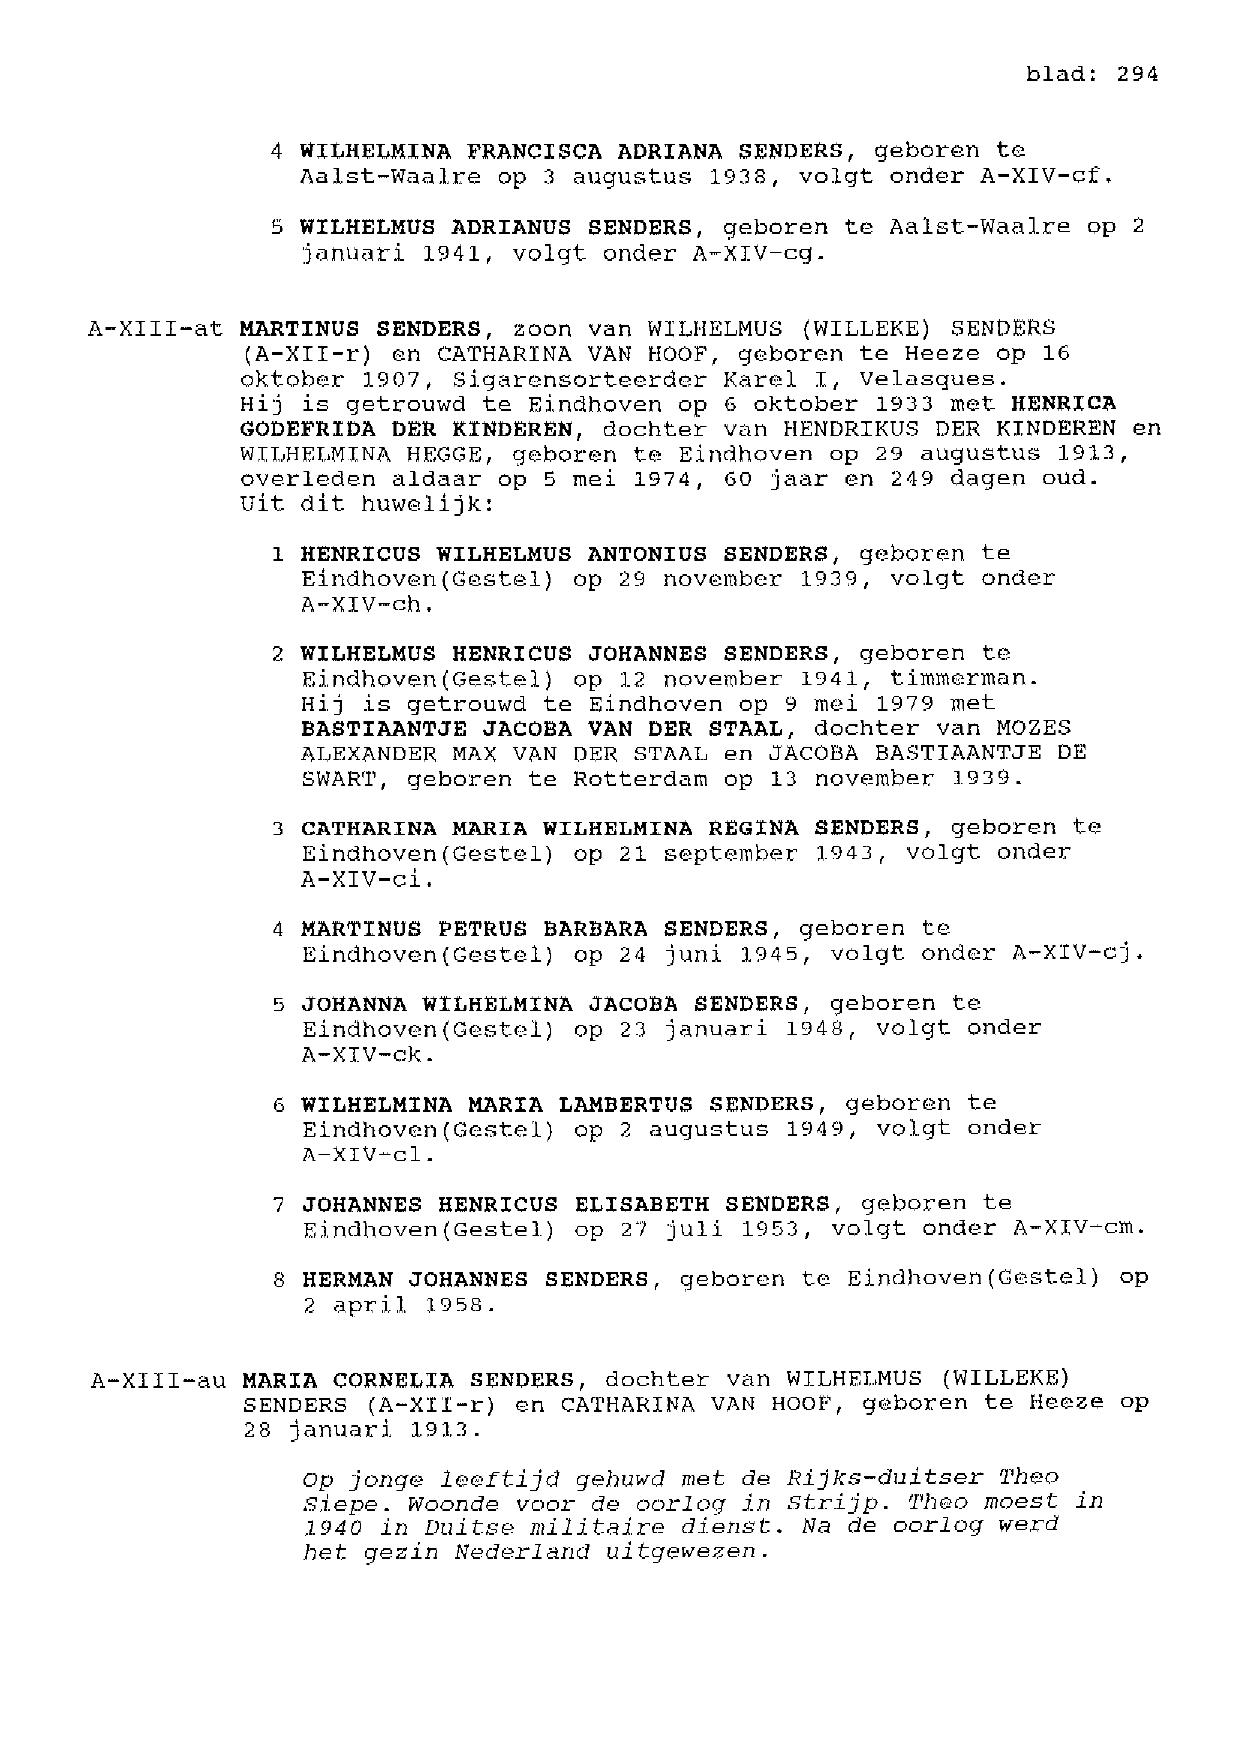 blad: 294
4 WILHELMINA FRANCISCA ADRIANA SENDERS, geboren te
Aalst-Waalre op 3 augustus 1938, volgt onder A-XIV-cf.
5 WILHELMUS ADRIANUS SENDERS, geboren te Aalst-Waalre op 2
januari 1941, volgt onder A-XIV-cg.
A-XIII-at MARTINUS SENDERS, zoon van WILHELMUS (WILLEKE) SENDERS
(A-XII-r) en CATHARINA VAN HOOF, geboren te Heeze op 16
oktober 1907, Sigarensorteerder Karel I, Velasques.
Hij is getrouwd te Eindhoven op 6 oktober 1933 met HENRICA
GODEFRIDA DER KINDEREN, dochter van HENDRIKUS DER KINDEREN en
WILHELMINA HEGGE, geboren te Eindhoven op 29 augustus 1913,
overleden aldaar op 5 mei 1974, 60 jaar en 249 dagen oud.
Uit dit huwelijk:
1 HENRICUS WILHELMUS ANTONIUS SENDERS, geboren te
Eindhoven(Gestel) op 29 november 1939, volgt onder
A-XIV-ch.
2 WILHELMUS HENRICUS JOHANNES SENDERS, geboren te
Eindhoven(Gestel) op 12 november 1941, timmerman.
Hij is getrouwd te Eindhoven op 9 mei 1979 met
BASTIAANTJE JACOBA VAN DER STAAL, dochter van MOZES
ALEXANDER MAX VAN DER STAAL en JACOBA BASTIAANTJE DE
SWART, geboren te Rotterdam op 13 november 1939.
3 CATHARINA MARIA WILHELMINA REGINA SENDERS, geboren te
Eindhoven(Gestel) op 21 september 1943, volgt onder
A-XIV-ci.
4 MARTINUS PETRUS BARBARA SENDERS, geboren te
Eindhoven(Gestel) op 24 juni 1945, volgt onder A-XIV-cj.
5 JOHANNA WILHELMINA JACOBA SENDERS, geboren te
Eindhoven(Gestel) op 23 januari 1948, volgt onder
A-XIV-ck.
6 WILHELMINA MARIA LAMBERTUS SENDERS, geboren te
Eindhoven(Gestel) op 2 augustus 1949, volgt onder
A-XIV-cl.
7 JOHANNES HENRICUS ELISABETH SENDERS, geboren te
Eindhoven(Gestel) op 27 juli 1953, volgt onder A-XIV-cm.
8 HERMAN JOHANNES SENDERS, geboren te Eindhoven(Gestel) op
2 april 1958.
A-XIII-au MARIA CORNELIA SENDERS, dochter van WILHELMUS (WILLEKE)
SENDERS (A-XII-r) en CATHARINA VAN HOOF, geboren te Heeze op
28 januari 1913.
Op jonge leeftijd gehuwd met de Rijks-duitser Theo
Siepe. Woonde voor de oorlog in Strijp. Theo moest in
1940 in Duitse militaire dienst. Na de oorlog werd
het gezin Nederland uitgewezen.